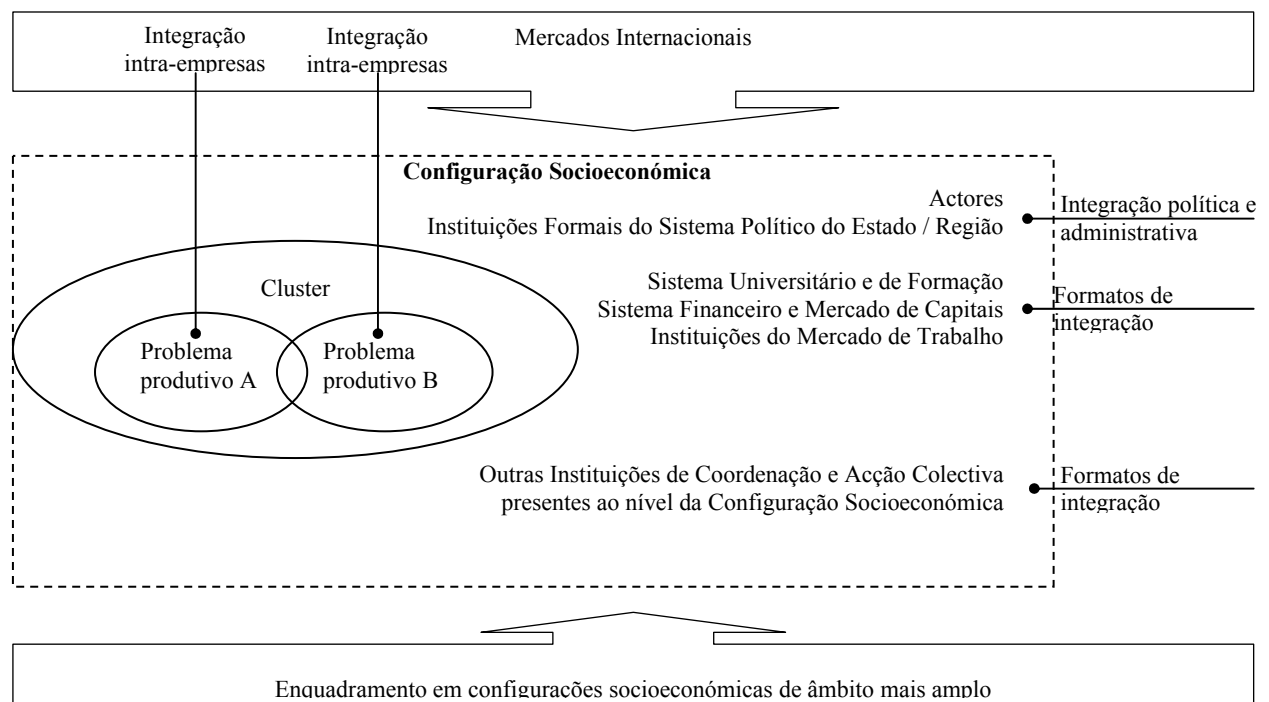 Integração
intra-empresas
Integração
intra-empresas
Mercados Internacionais
Configuração Socioeconómica
Actores
Instituições Formais do Sistema Político do Estado / Região
Integração política e
administrativa
Cluster
Sistema Universitário e de Formação
Sistema Financeiro e Mercado de Capitais
Instituições do Mercado de Trabalho
Formatos de
integração
Problema
produtivo A
Problema
produtivo B
Outras Instituições de Coordenação e Acção Colectiva
presentes ao nível da Configuração Socioeconómica
Formatos de
integração
Enquadramento em configurações socioeconómicas de âmbito mais amplo